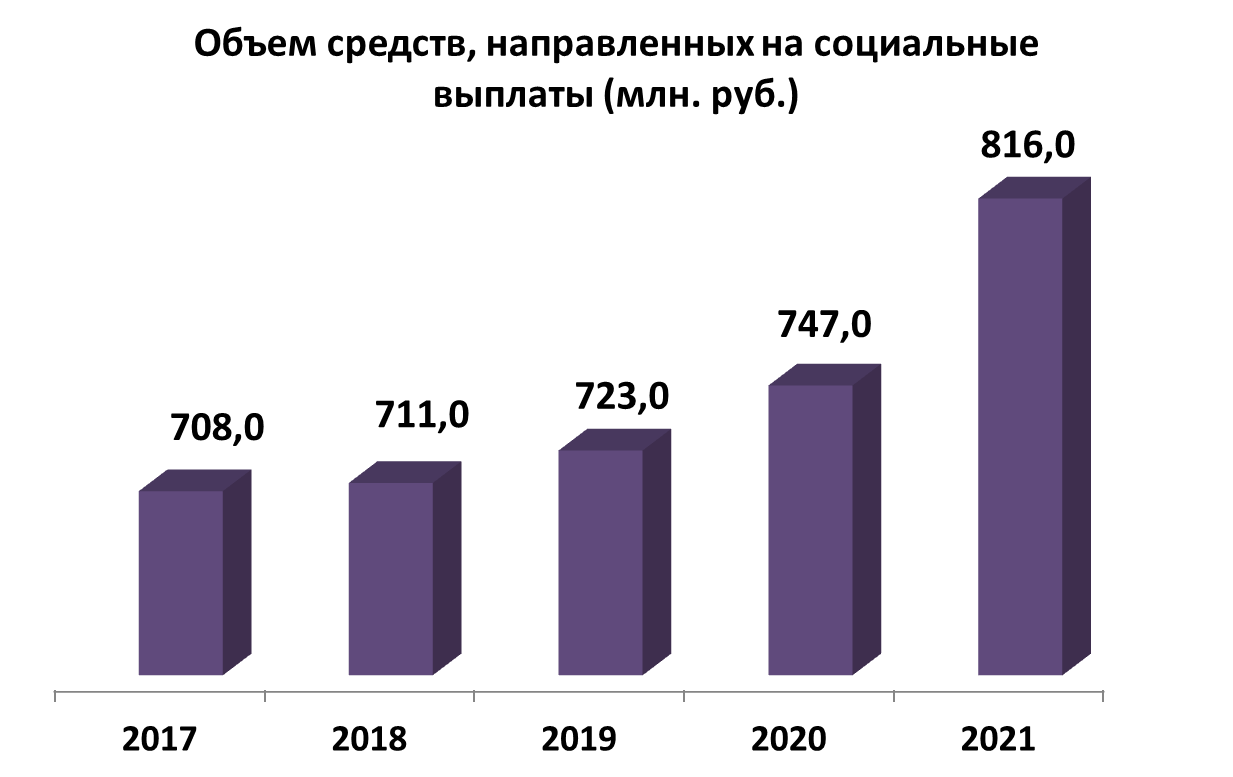 Объем средств, направленных на социальные
выплаты (млн. руб.)
816,0
747,0
723,0
711,0
708,0
2017 2018 2019 2020 2021